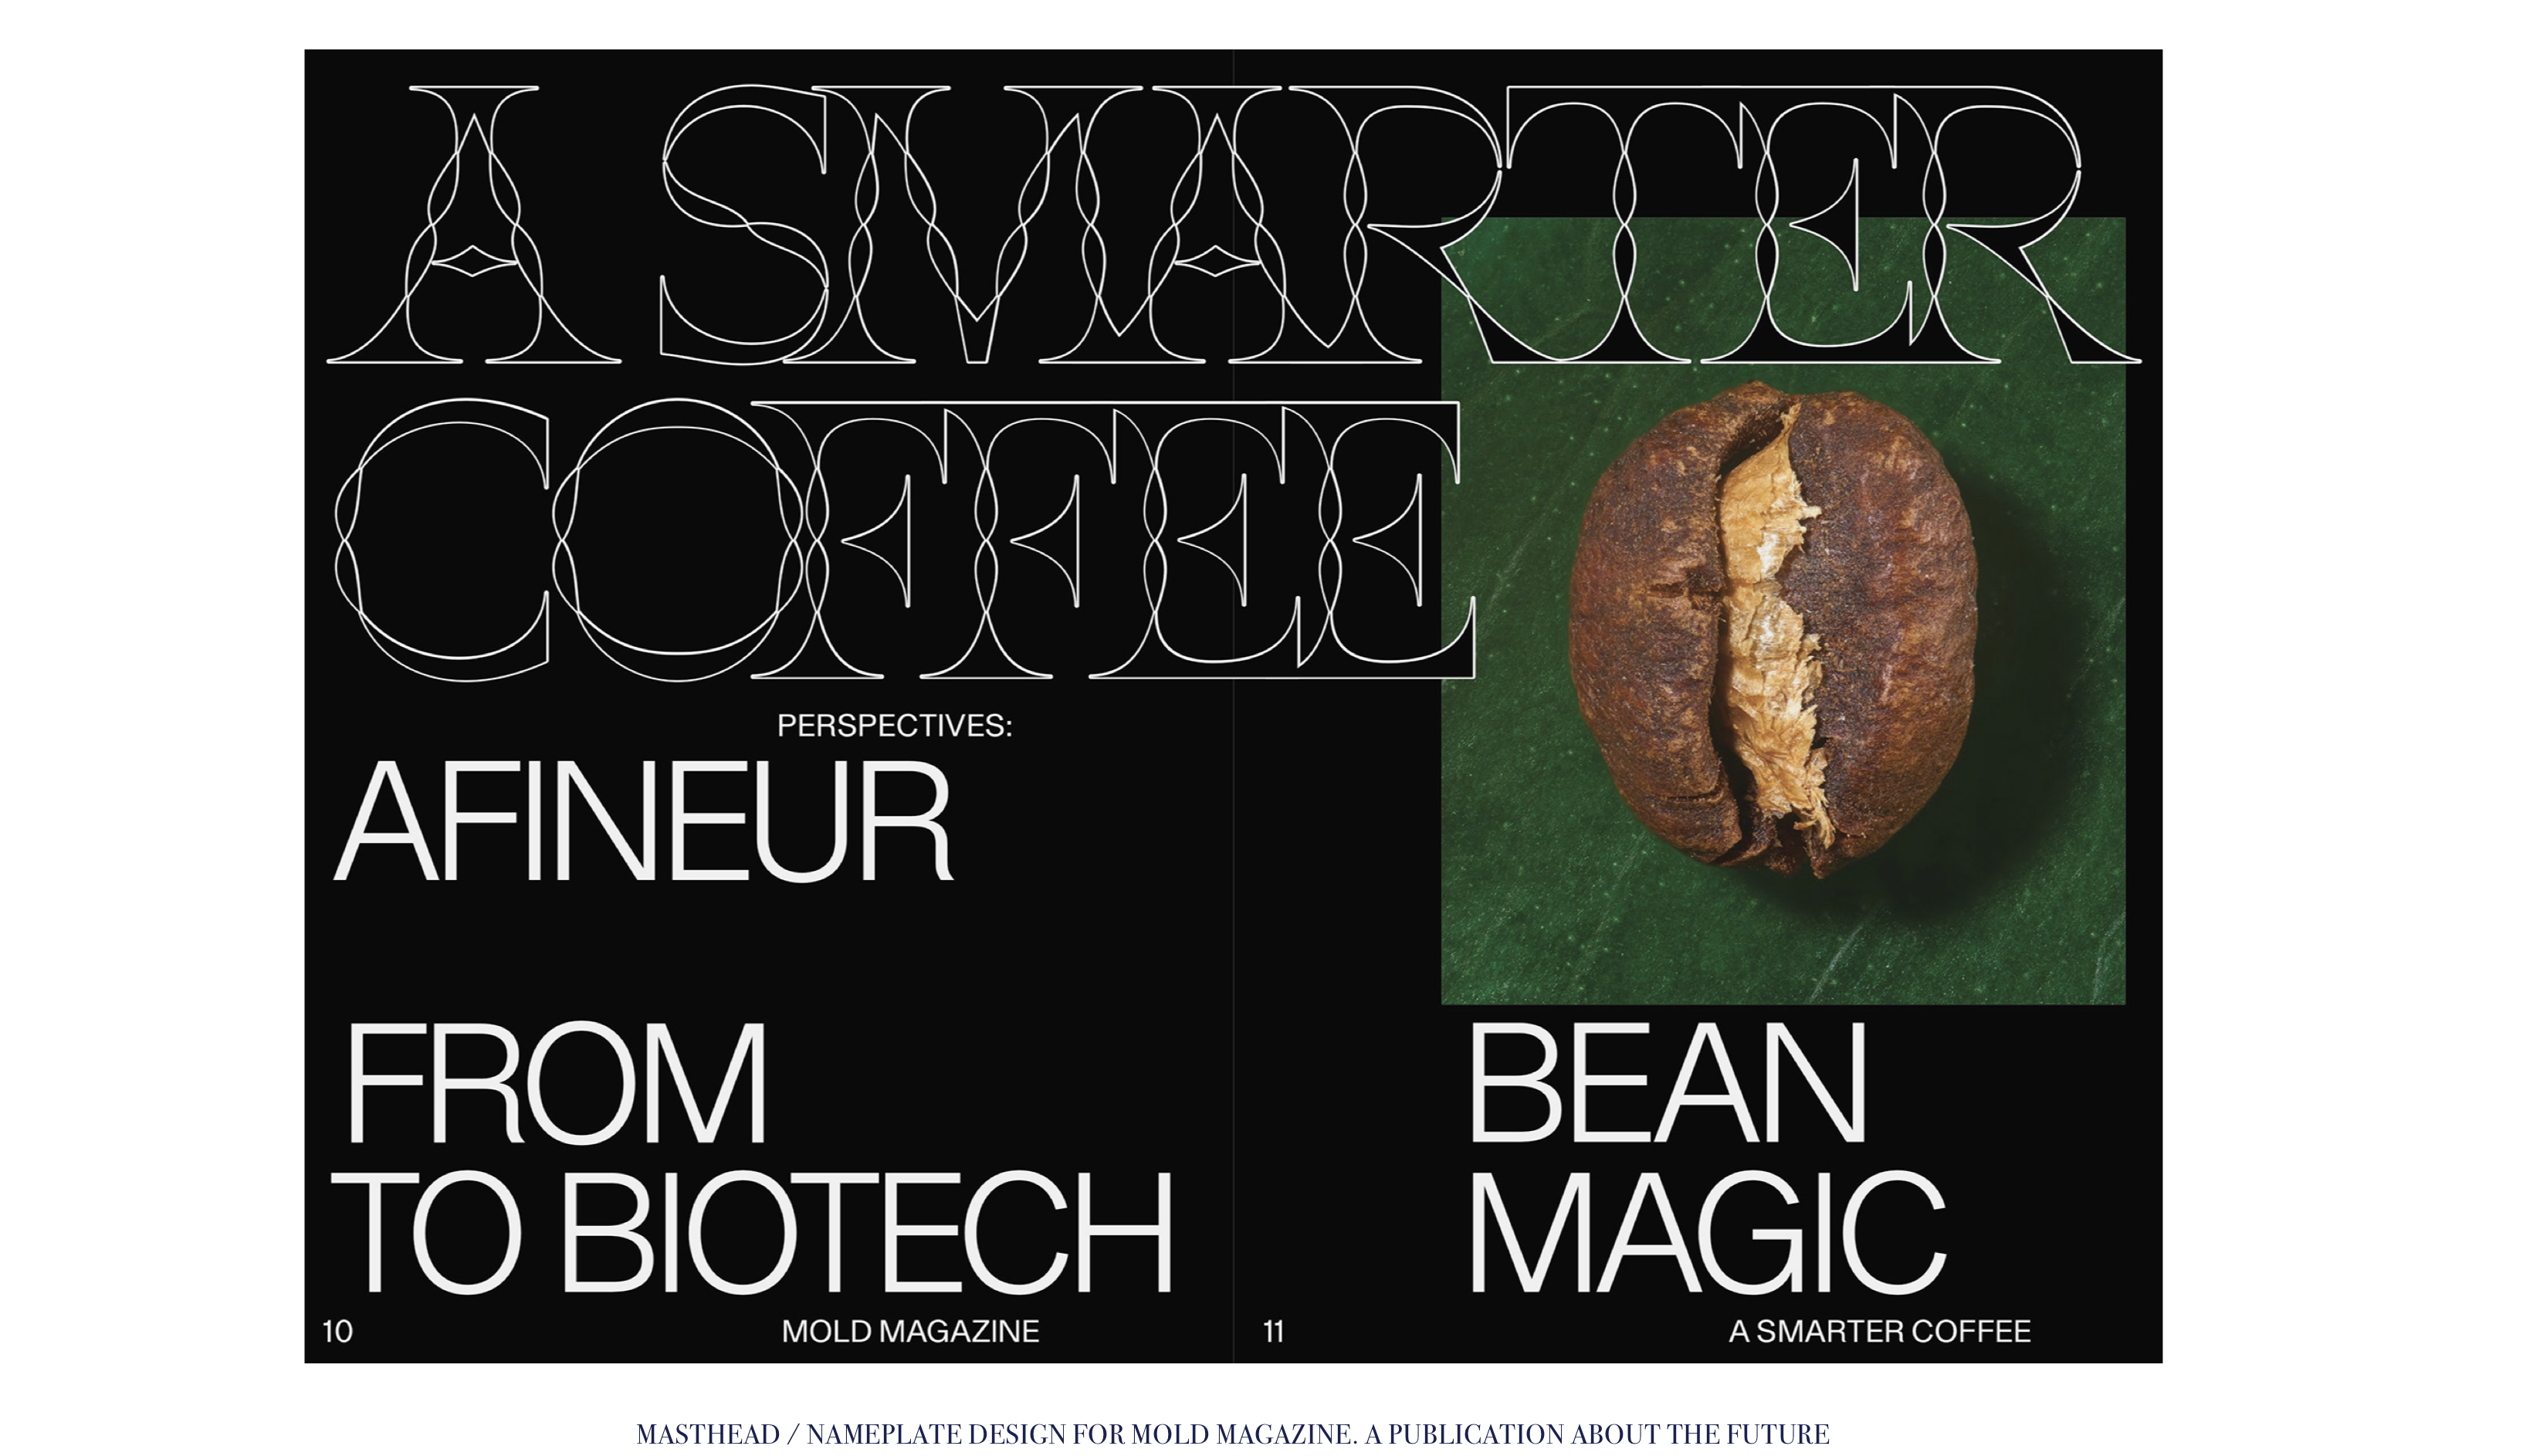 A SMARTER
COFFEE
PERSPECTIVES:
AFINEUR
FROM
TO BIOTECH
BEAN
MAGIC
10
MOLD MAGAZINE
11
A SMARTER COFFEE
MASTHEAD / NAMEPLATE DESIGN FOR MOLD MAGAZINE. A PUBLICATION ABOUT THE FUTURE